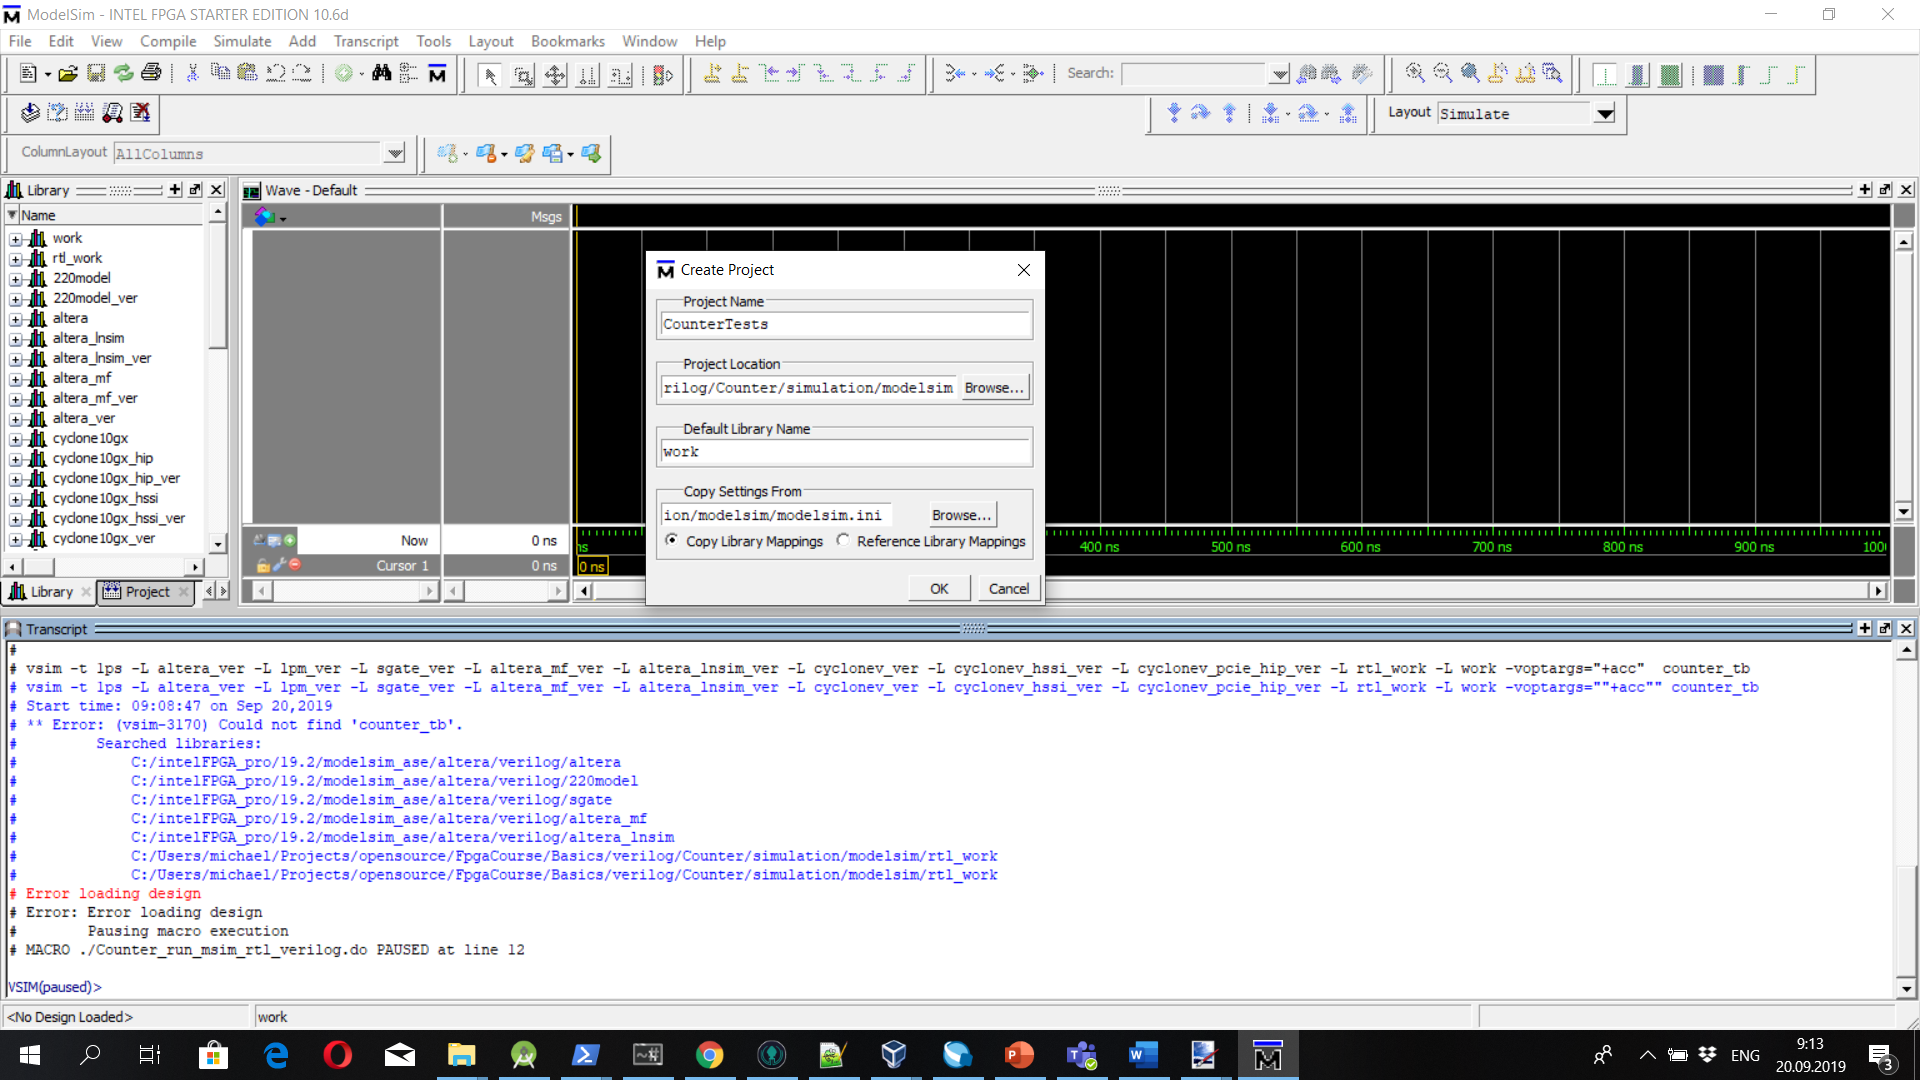 ModelSim - INTEL FPGA STARTER EDITION 10.6d
File Edit View Compile Simulate Add Transcript Tools Layout Bookmarks Window Help
Search:
Layout Simulate
ColumnLayout AllColumns
Library
Name
work
rtl_work
220model
220model_ver
altera
altera_lnsim
altera_lnsim_ver
altera_mf
altera_mf_ver
altera_ver
cyclone10gx
cyclone10gx_hip
cyclone10gx_hip_ver
cyclone10gx_hssi
cyclone10gx_hssi_ver
cyclone10gx_ver
Library Project
Wave - Default
Msgs
Now 0 ns
Cursor 1 0 ns
ns 400 ns 500 ns 600 ns 700 ns 800 ns 900 ns 100
0 ns
Create Project
Project Name
CounterTests
Project Location
rilog/Counter/simulation/modelsim Browse...
Default Library Name
work
Copy Settings From
ion/modelsim/modelsim.ini Browse...
Copy Library Mappings Reference Library Mappings
OK Cancel
Transcript
#
# vsim -t 1ps -L altera_ver -L lpm_ver -L sgate_ver -L altera_mf_ver -L altera_lnsim_ver -L cyclonev_ver -L cyclonev_hssi_ver -L cyclonev_pcie_hip_ver -L rtl_work -L work -voptargs="+acc" counter_tb
# vsim -t 1ps -L altera_ver -L lpm_ver -L sgate_ver -L altera_mf_ver -L altera_lnsim_ver -L cyclonev_ver -L cyclonev_hssi_ver -L cyclonev_pcie_hip_ver -L rtl_work -L work -voptargs=""+acc"" counter_tb
# Start time: 09:08:47 on Sep 20,2019
# ** Error: (vsim-3170) Could not find 'counter_tb'.
# Searched libraries:
# C:/intelFPGA_pro/19.2/modelsim_ase/altera/verilog/altera
# C:/intelFPGA_pro/19.2/modelsim_ase/altera/verilog/220model
# C:/intelFPGA_pro/19.2/modelsim_ase/altera/verilog/sgate
# C:/intelFPGA_pro/19.2/modelsim_ase/altera/verilog/altera_mf
# C:/intelFPGA_pro/19.2/modelsim_ase/altera/verilog/altera_lnsim
# C:/Users/michael/Projects/opensource/FpgaCourse/Basics/verilog/Counter/simulation/modelsim/rtl_work
# C:/Users/michael/Projects/opensource/FpgaCourse/Basics/verilog/Counter/simulation/modelsim/rtl_work
# Error loading design
# Error: Error loading design
# Pausing macro execution
# MACRO ./Counter_run_msim_rtl_verilog.do PAUSED at line 12
VSIM(paused)>
<No Design Loaded> work
ENG
9:13
20.09.2019
3